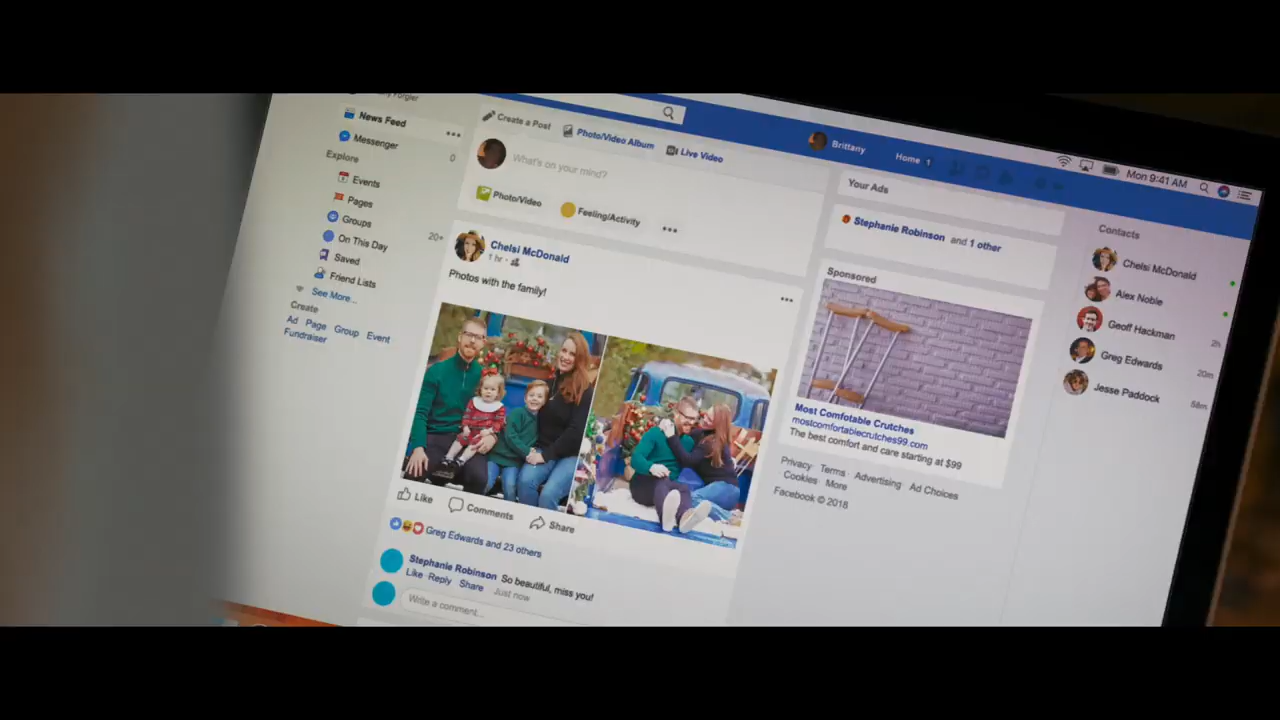 News Feed
Messenger
Explore
0
Events
Pages
Groups
On This Day
20+
Saved
Friend Lists
See More...
Create
Ad Page Group Event
Fundraiser
Create a Post
Photo/Video Album
Live Video
What's on your mind?
Photo/Video
Feeling/Activity
Chelsi McDonald
1 hr
Photos with the family!
Like
Comments
Share
Greg Edwards and 23 others
Stephanie Robinson So beautiful, miss you!
Like Reply Share Just now
Write a comment...
Brittany
Home 1
Mon 9:41 AM
Your Ads
Stephanie Robinson and 1 other
Sponsored
Most Comfotable Crutches
mostcomfortablecrutches99.com
The best comfort and care starting at $99
Privacy Terms Advertising Ad Choices
Cookies More
Facebook © 2018
Contacts
Chelsi McDonald
Alex Noble
Geoff Hackman
2h
Greg Edwards
20m
Jesse Paddock
58m